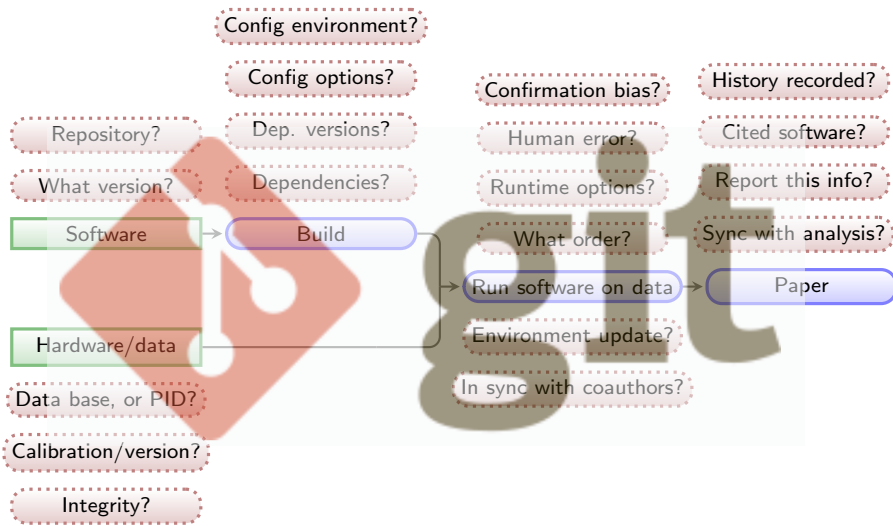 Config environment?
Config options?
Dep. versions?
Dependencies?
Repository?
What version?
Software
Build
Hardware/data
Data base, or PID?
Calibration/version?
Integrity?
Confirmation bias?
Human error?
Runtime options?
What order?
Run software on data
Environment update?
In sync with coauthors?
History recorded?
Cited software?
Report this info?
Sync with analysis?
Paper
git